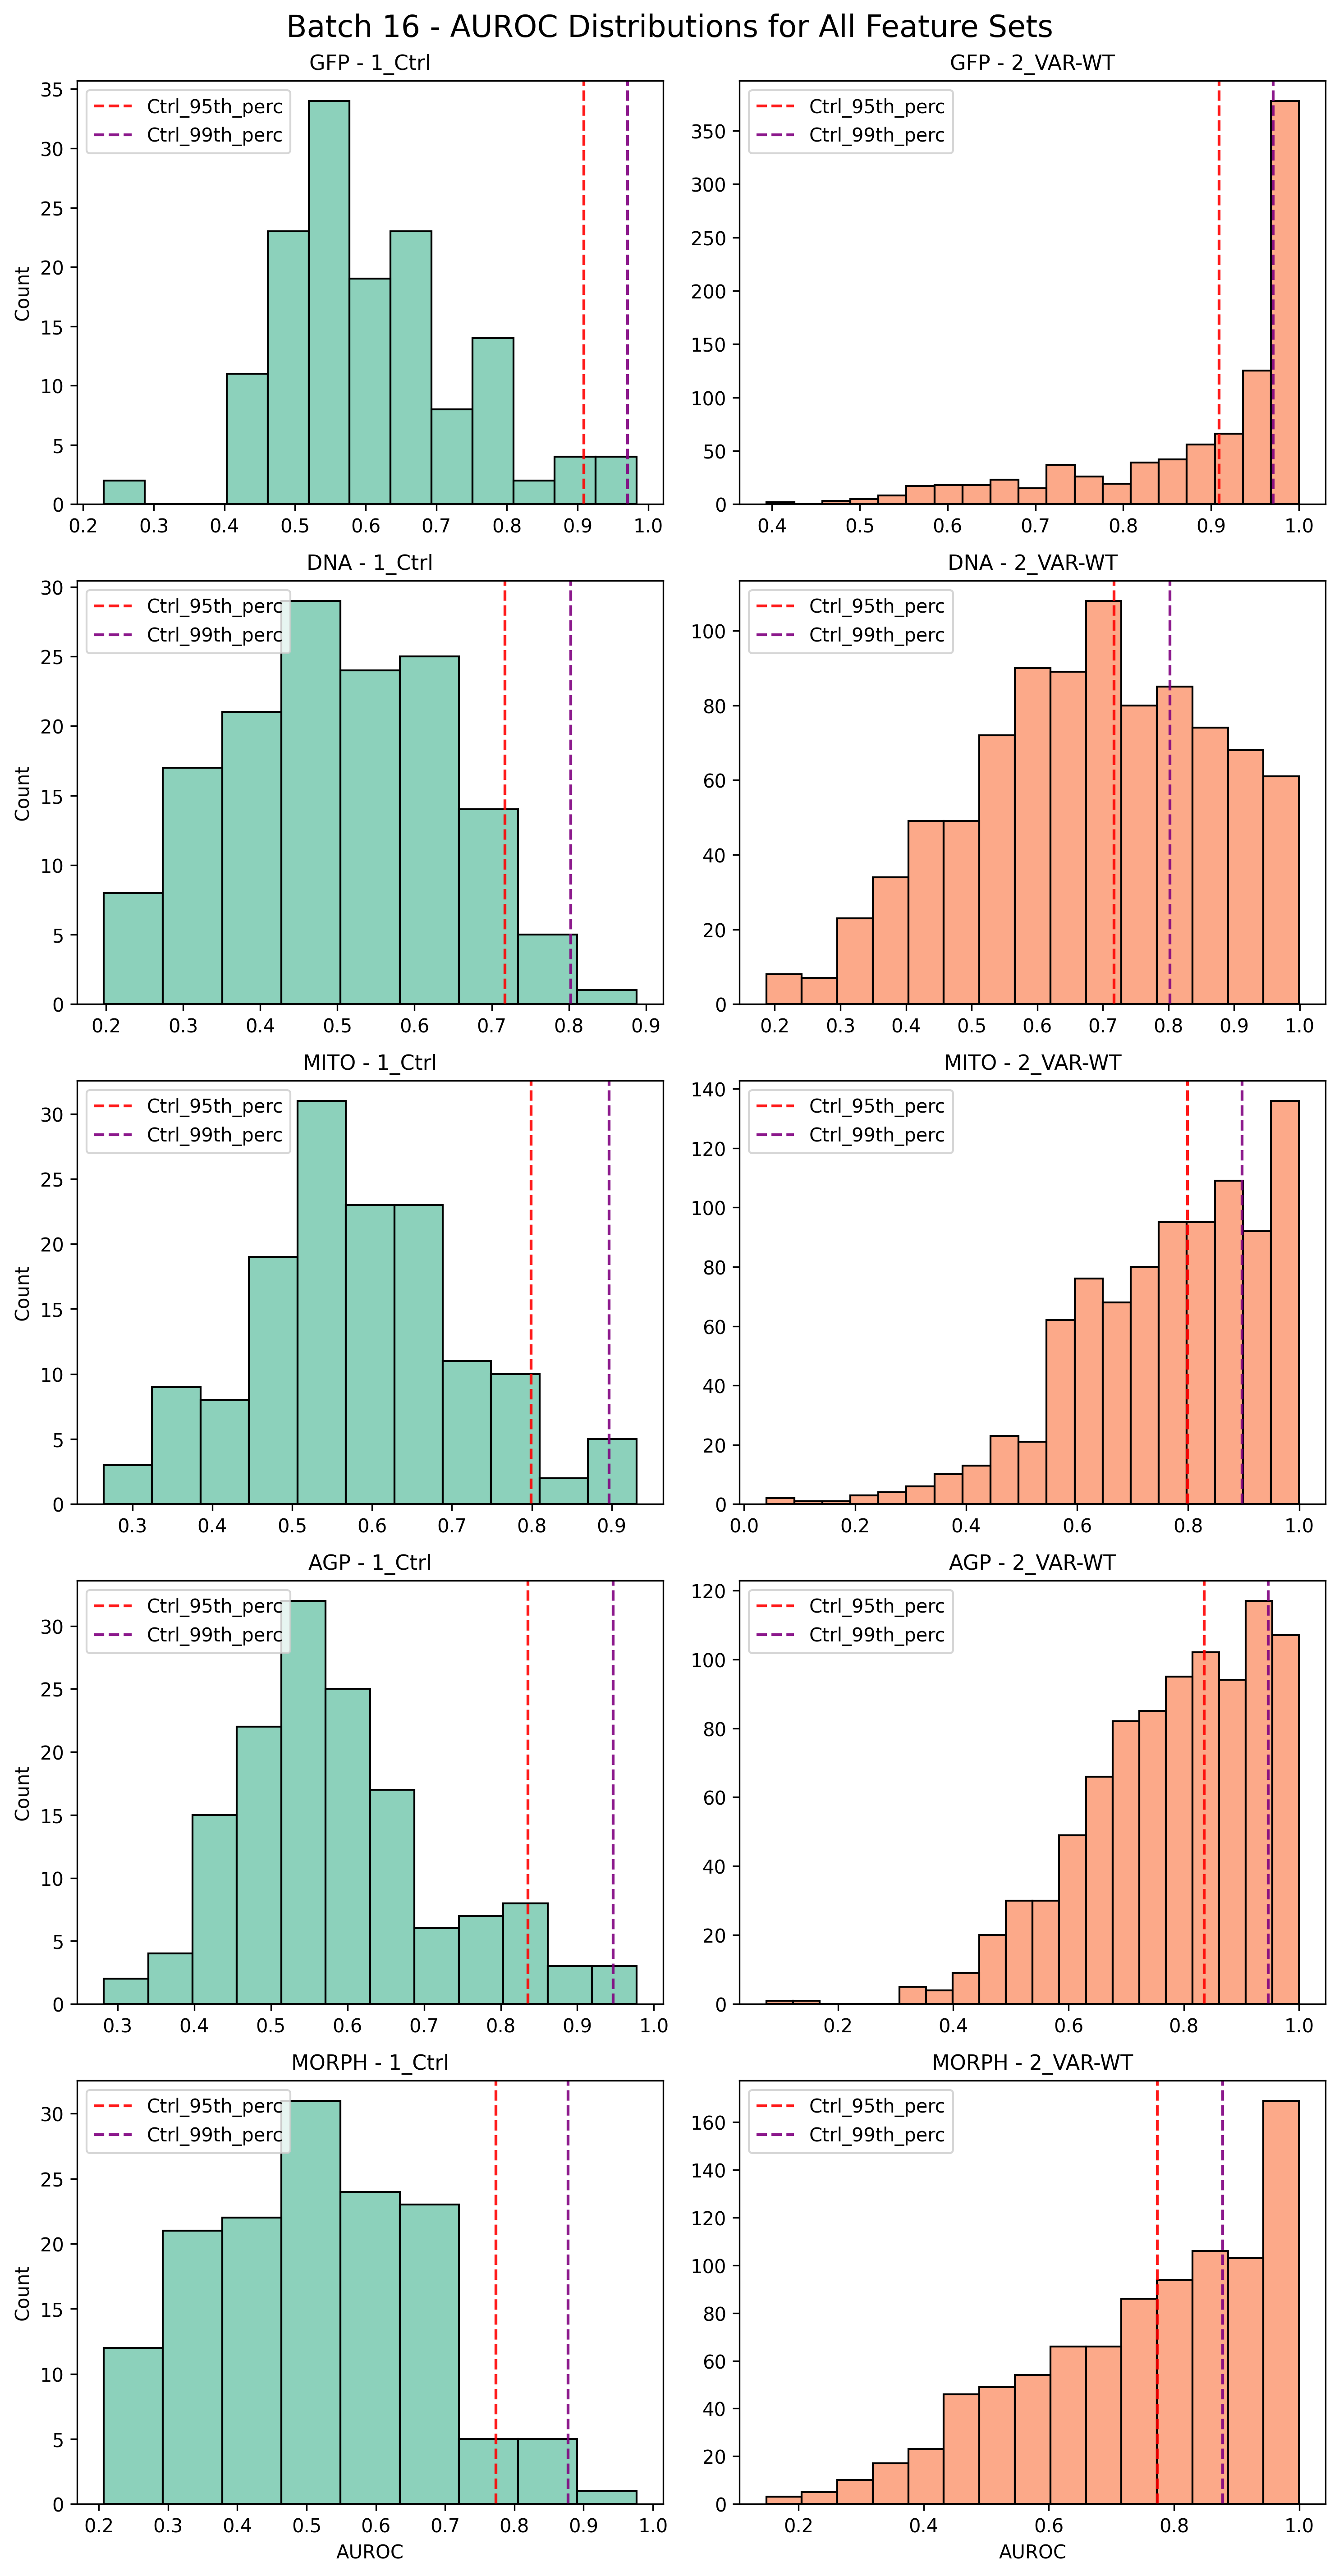 Batch 16 - AUROC Distributions for All Feature Sets
GFP - 1_Ctrl
Ctrl_95th_perc
Ctrl_99th_perc
Count
35
30
25
20
15
10
5
0
0.2 0.3 0.4 0.5 0.6 0.7 0.8 0.9 1.0
GFP - 2_VAR-WT
Ctrl_95th_perc
Ctrl_99th_perc
350
300
250
200
150
100
50
0
0.4 0.5 0.6 0.7 0.8 0.9 1.0
DNA - 1_Ctrl
Ctrl_95th_perc
Ctrl_99th_perc
Count
30
25
20
15
10
5
0
0.2 0.3 0.4 0.5 0.6 0.7 0.8 0.9
DNA - 2_VAR-WT
Ctrl_95th_perc
Ctrl_99th_perc
100
80
60
40
20
0
0.2 0.3 0.4 0.5 0.6 0.7 0.8 0.9 1.0
MITO - 1_Ctrl
Ctrl_95th_perc
Ctrl_99th_perc
Count
30
25
20
15
10
5
0
0.3 0.4 0.5 0.6 0.7 0.8 0.9
MITO - 2_VAR-WT
Ctrl_95th_perc
Ctrl_99th_perc
140
120
100
80
60
40
20
0
0.0 0.2 0.4 0.6 0.8 1.0
AGP - 1_Ctrl
Ctrl_95th_perc
Ctrl_99th_perc
Count
30
25
20
15
10
5
0
0.3 0.4 0.5 0.6 0.7 0.8 0.9 1.0
AGP - 2_VAR-WT
Ctrl_95th_perc
Ctrl_99th_perc
120
100
80
60
40
20
0
0.2 0.4 0.6 0.8 1.0
MORPH - 1_Ctrl
Ctrl_95th_perc
Ctrl_99th_perc
Count
30
25
20
15
10
5
0
0.2 0.3 0.4 0.5 0.6 0.7 0.8 0.9 1.0
AUROC
MORPH - 2_VAR-WT
Ctrl_95th_perc
Ctrl_99th_perc
160
140
120
100
80
60
40
20
0
0.2 0.4 0.6 0.8 1.0
AUROC